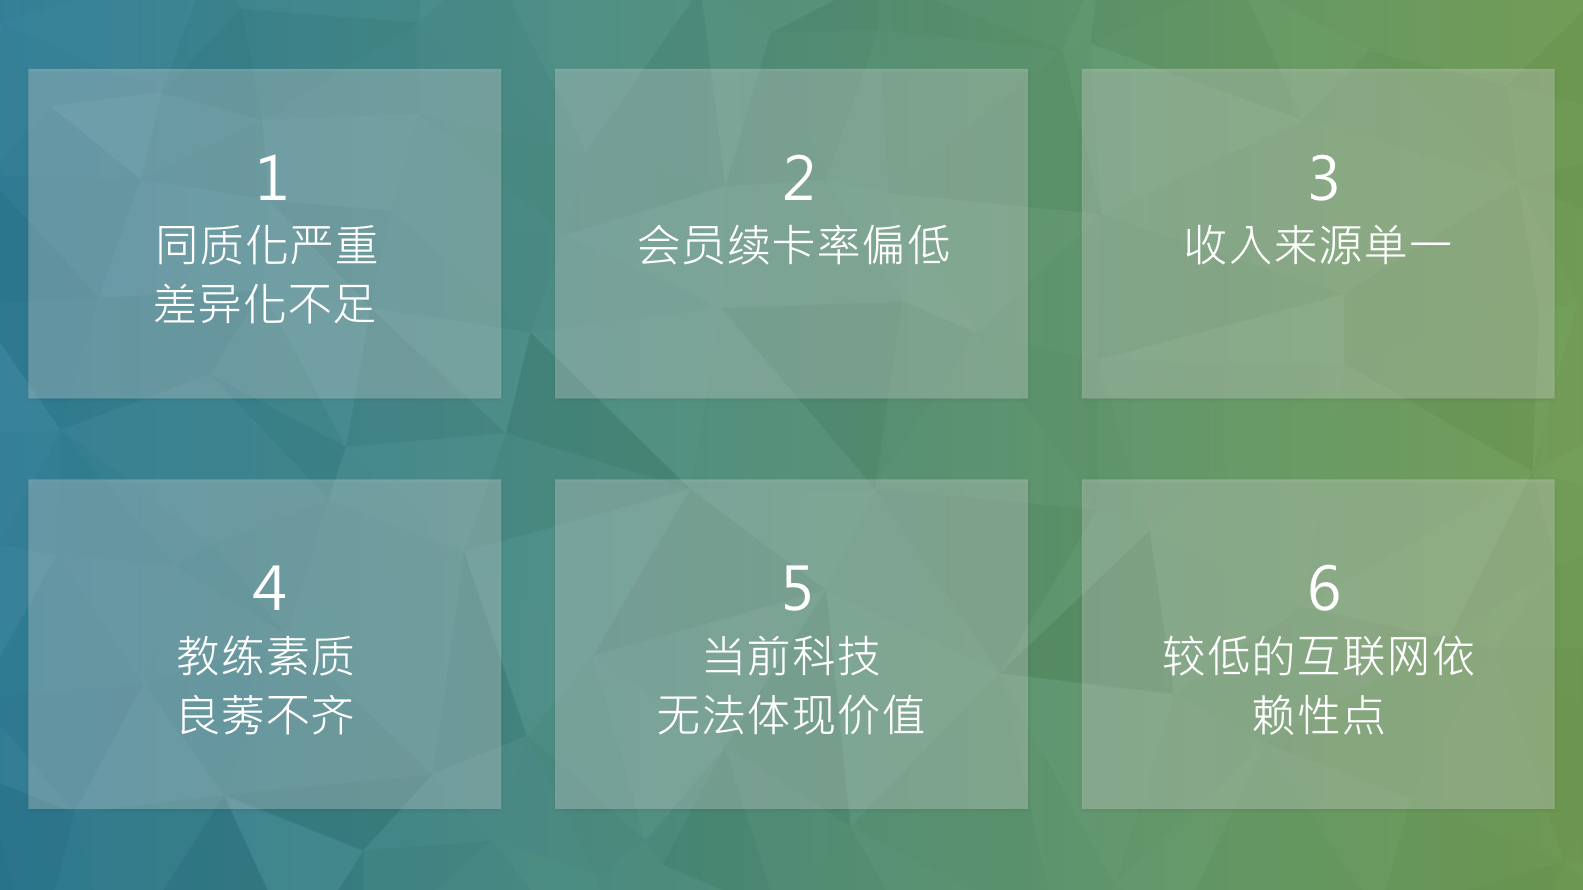 1
同质化严重
差异化不足
2
会员续卡率偏低
3
收入来源单一
4
教练素质
良莠不齐
5
当前科技
无法体现价值
6
较低的互联网依
赖性点